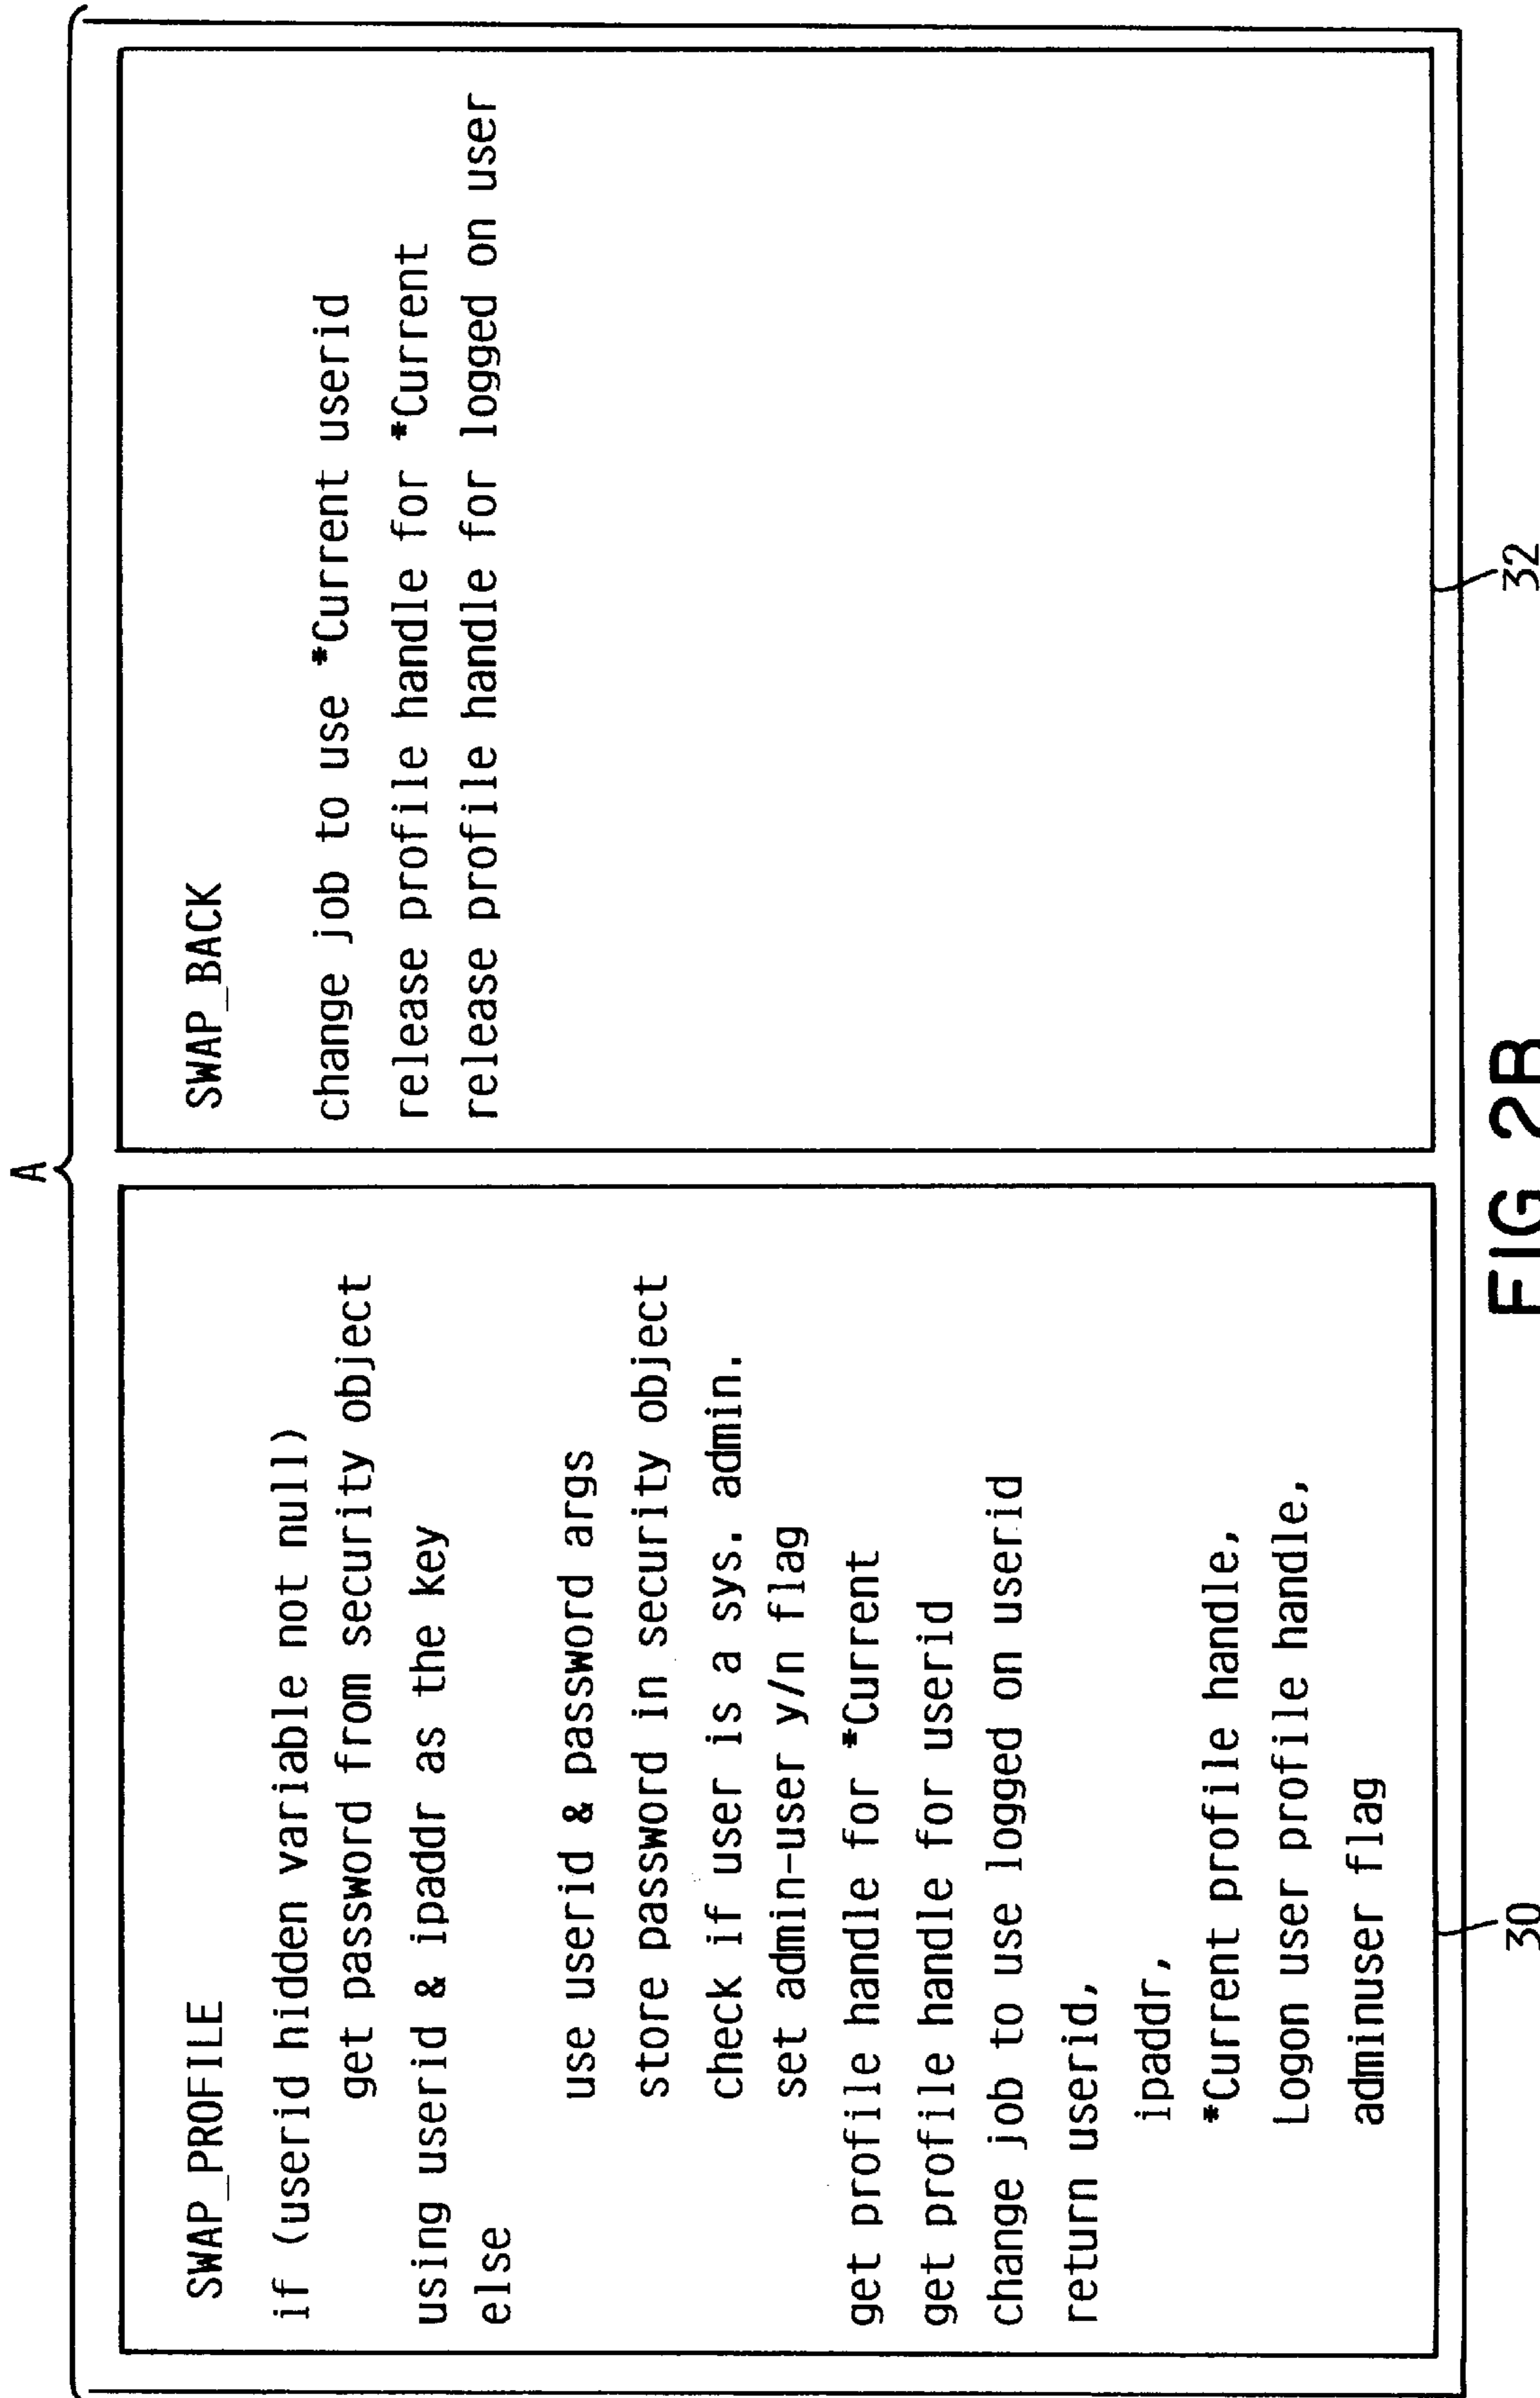 A
SWAP_PROFILE
if (userid hidden variable not null)
get password from security object
using userid & ipaddr as the key
else
use userid & password args
store password in security object
check if user is a sys. admin.
set admin-user y/n flag
get profile handle for *Current
get profile handle for userid
change job to use logged on userid
return userid,
ipaddr,
*Current profile handle,
Logon user profile handle,
adminuser flag
30
SWAP_BACK
change job to use *Current userid
release profile handle for *Current
release profile handle for logged on user
32
FIG 2B